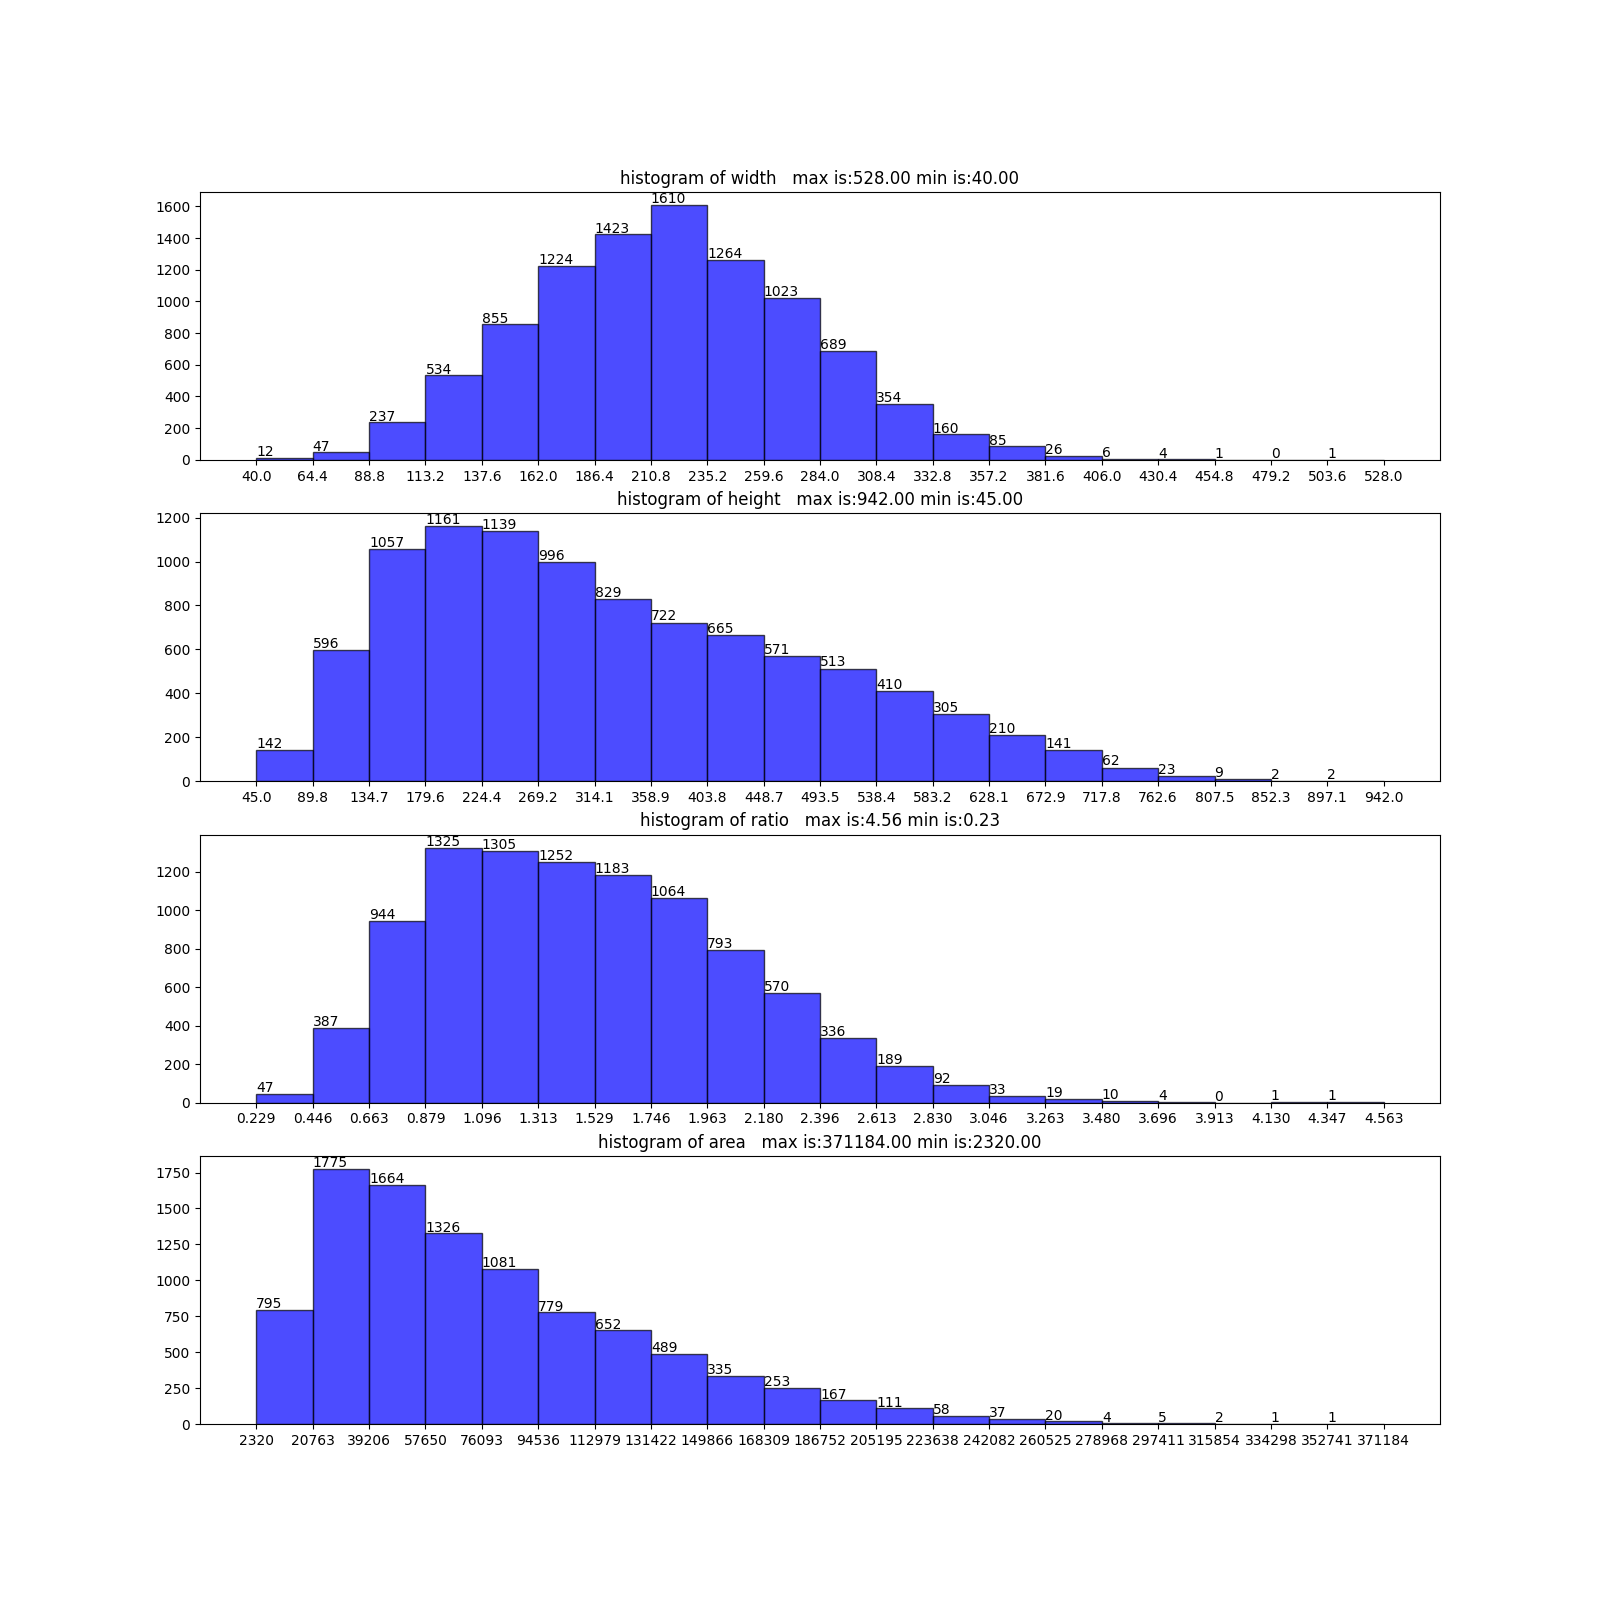 histogram of width   max is:528.00 min is:40.00
1600
1400
1200
1000
800
600
400
200
0
12 47 237 534 855 1224 1423 1610 1264 1023 689 354 160 85 26 6 4 1 0 1
40.0 64.4 88.8 113.2 137.6 162.0 186.4 210.8 235.2 259.6 284.0 308.4 332.8 357.2 381.6 406.0 430.4 454.8 479.2 503.6 528.0
histogram of height   max is:942.00 min is:45.00
1200
1000
800
600
400
200
0
142 596 1057 1161 1139 996 829 722 665 571 513 410 305 210 141 62 23 9 2 2
45.0 89.8 134.7 179.6 224.4 269.2 314.1 358.9 403.8 448.7 493.5 538.4 583.2 628.1 672.9 717.8 762.6 807.5 852.3 897.1 942.0
histogram of ratio   max is:4.56 min is:0.23
1200
1000
800
600
400
200
0
47 387 944 1325 1305 1252 1183 1064 793 570 336 189 92 33 19 10 4 0 1 1
0.229 0.446 0.663 0.879 1.096 1.313 1.529 1.746 1.963 2.180 2.396 2.613 2.830 3.046 3.263 3.480 3.696 3.913 4.130 4.347 4.563
histogram of area   max is:371184.00 min is:2320.00
1750
1500
1250
1000
750
500
250
0
795 1775 1664 1326 1081 779 652 489 335 253 167 111 58 37 20 4 5 2 1 1
2320 20763 39206 57650 76093 94536 112979 131422 149866 168309 186752 205195 223638 242082 260525 278968 297411 315854 334298 352741 371184